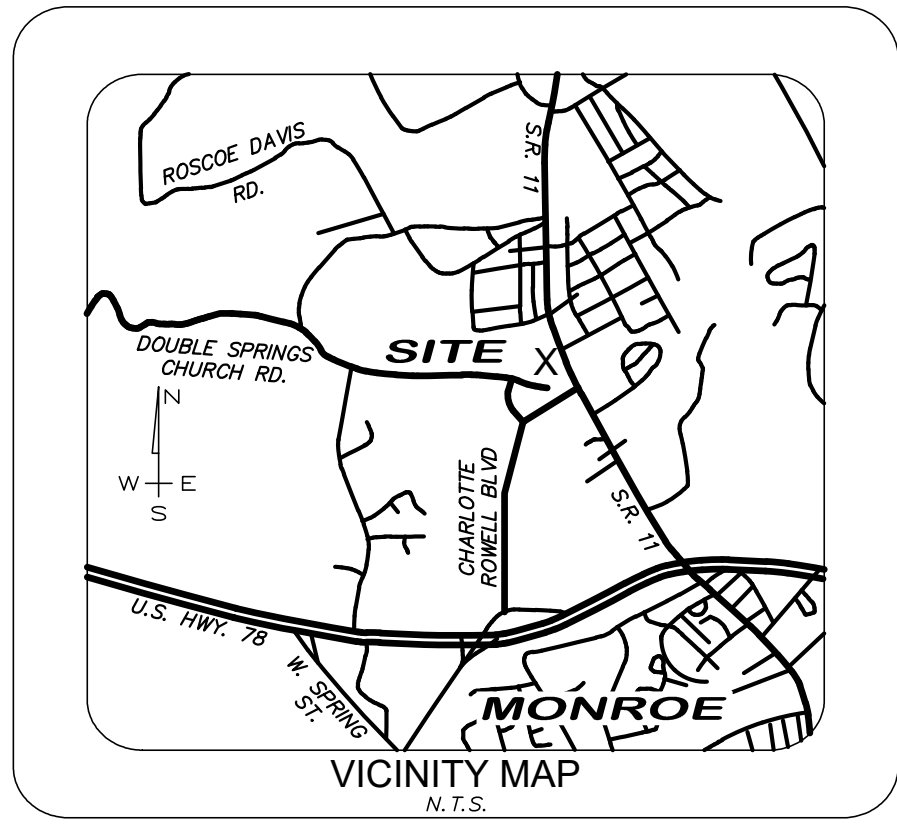 S.R. 11
ROSCOE DAVIS
RD.
DOUBLE SPRINGS
CHURCH RD.
SITE
X
N
W E
S
CHARLOTTE
ROWELL BLVD
S.R. 11
U.S. HWY. 78
W. SPRING
ST.
MONROE
VICINITY MAP
N.T.S.